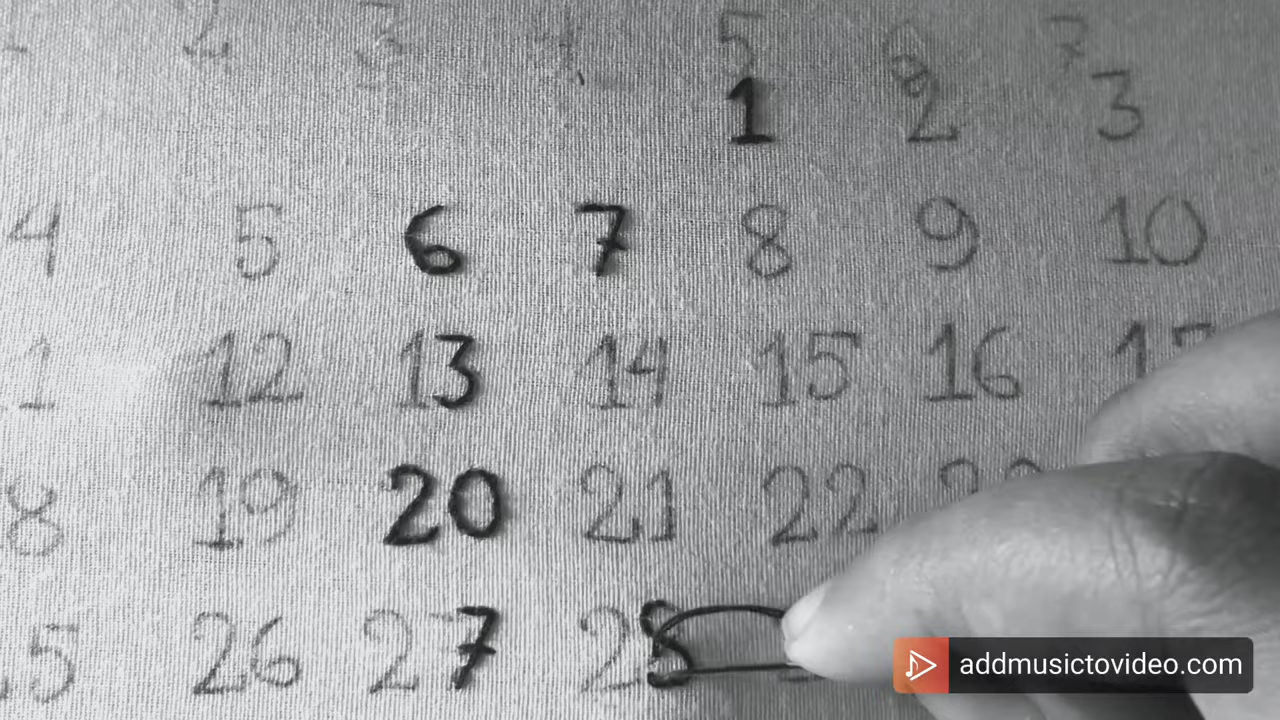 2 3 4 5 6 7
1 2 3
4 5 6 7 8 9 10
12 13 14 15 16
19 20 21 22
26 27 28
addmusictovideo.com